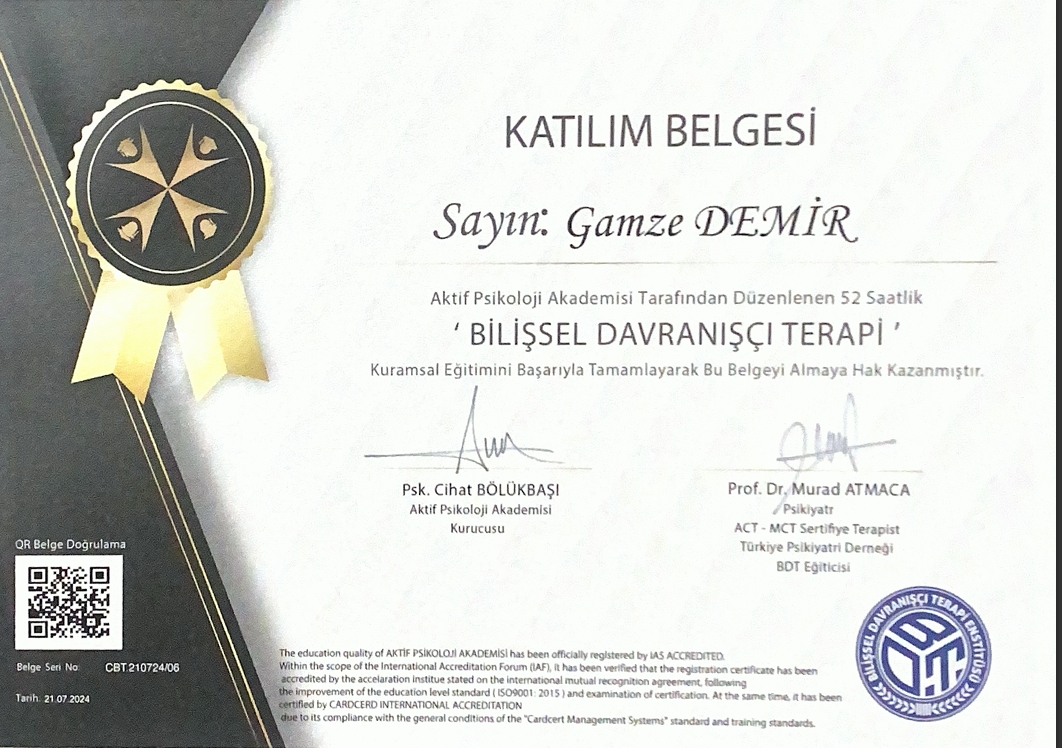 KATILIM BELGESİ
Sayın: Gamze DEMİR
Aktif Psikoloji Akademisi Tarafından Düzenlenen 52 Saatlik
‘ BİLİŞSEL DAVRANIŞÇI TERAPİ ’
Kuramsal Eğitimini Başarıyla Tamamlayarak Bu Belgeyi Almaya Hak Kazanmıştır.
Psk. Cihat BÖLÜKBAŞI
Aktif Psikoloji Akademisi
Kurucusu
Prof. Dr. Murad ATMACA
Psikiyatr
ACT - MCT Sertifiye Terapist
Türkiye Psikiyatri Derneği
BDT Eğiticisi
QR Belge Doğrulama
Belge Seri No: CBT.210724/06
Tarih: 21.07.2024
The education quality of AKTİF PSİKOLOJİ AKADEMİSİ has been officially registered by IAS ACCREDITED.
Within the scope of the International Accreditation Forum (IAF), it has been verified that the registration certificate has been
accredited by the accelaration institue stated on the international mutual recognition agreement, following
the improvement of the education level standard ( ISO9001: 2015 ) and examination of certification. At the same time, it has been
certified by CARDCERD INTERNATIONAL ACCREDITATION
due to its compliance with the general conditions of the "Cardcert Management Systems" standard and training standards.
BİLİŞSEL DAVRANIŞÇI TERAPİ ENSTİTÜSÜ